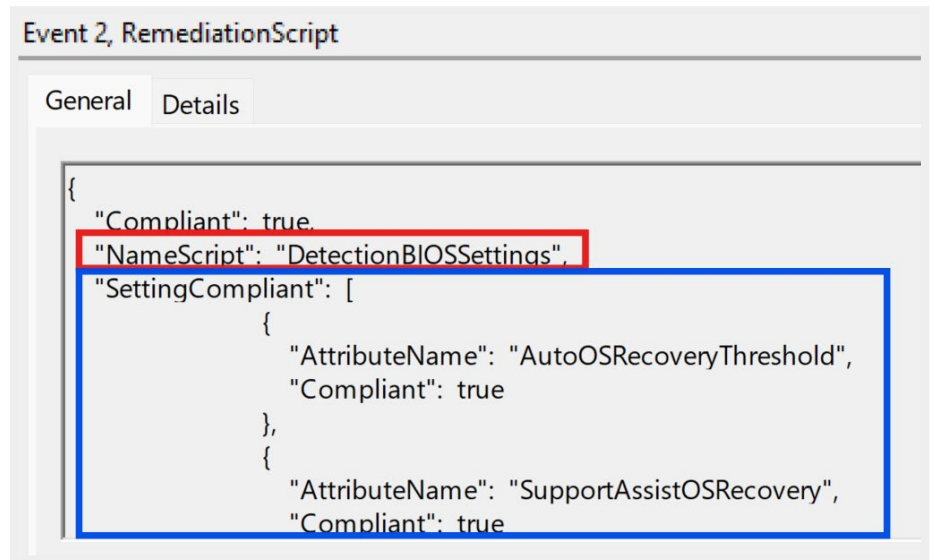 Event 2, RemediationScript
General Details
{
"Compliant": true,
"NameScript": "DetectionBIOSSettings",
"SettingCompliant": [
{
"AttributeName": "AutoOSRecoveryThreshold",
"Compliant": true
},
{
"AttributeName": "SupportAssistOSRecovery",
"Compliant": true